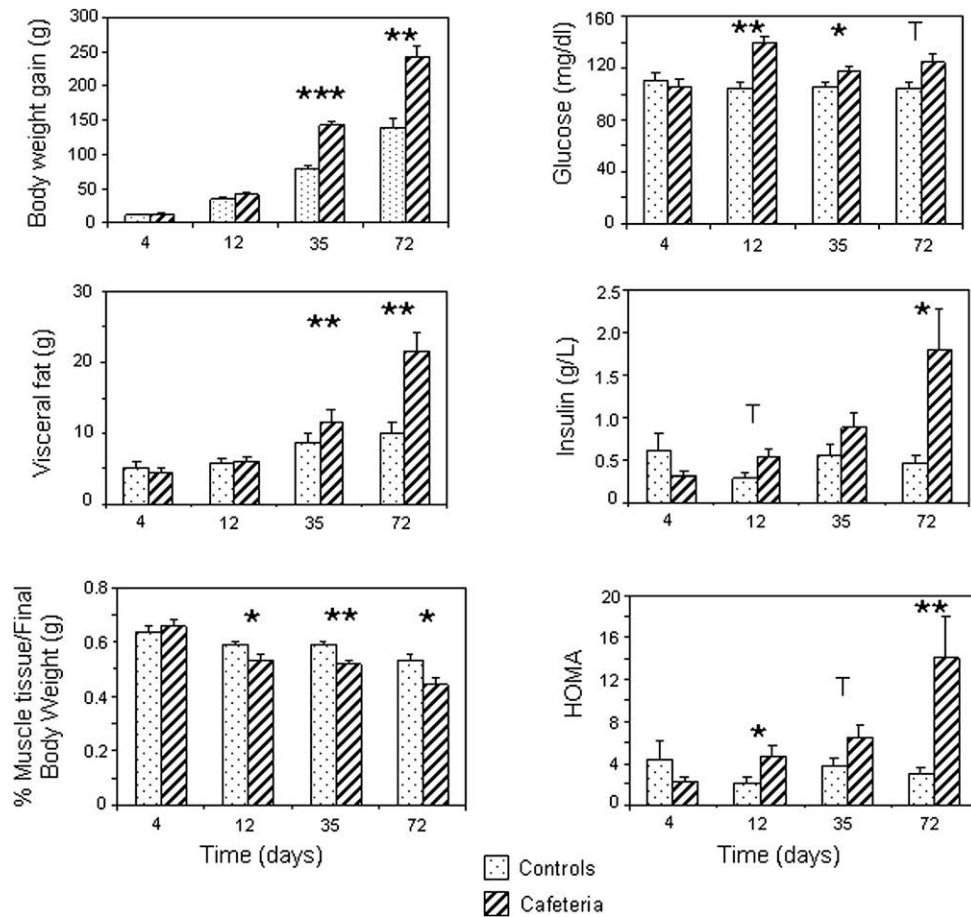 Body weight gain (g)
300
250
200
150
100
50
0
***
**
4 12 35 72
Glucose (mg/dl)
160
120
80
40
0
**
*
T
4 12 35 72
Visceral fat (g)
30
20
10
0
**
**
4 12 35 72
Insulin (g/L)
2.5
2.0
1.5
1.0
0.5
0
T
*
4 12 35 72
% Muscle tissue/Final
Body Weight (g)
0.8
0.6
0.4
0.2
0
*
**
*
4 12 35 72
Time (days)
HOMA
20
16
12
8
4
0
*
T
**
4 12 35 72
Time (days)
Controls
Cafeteria